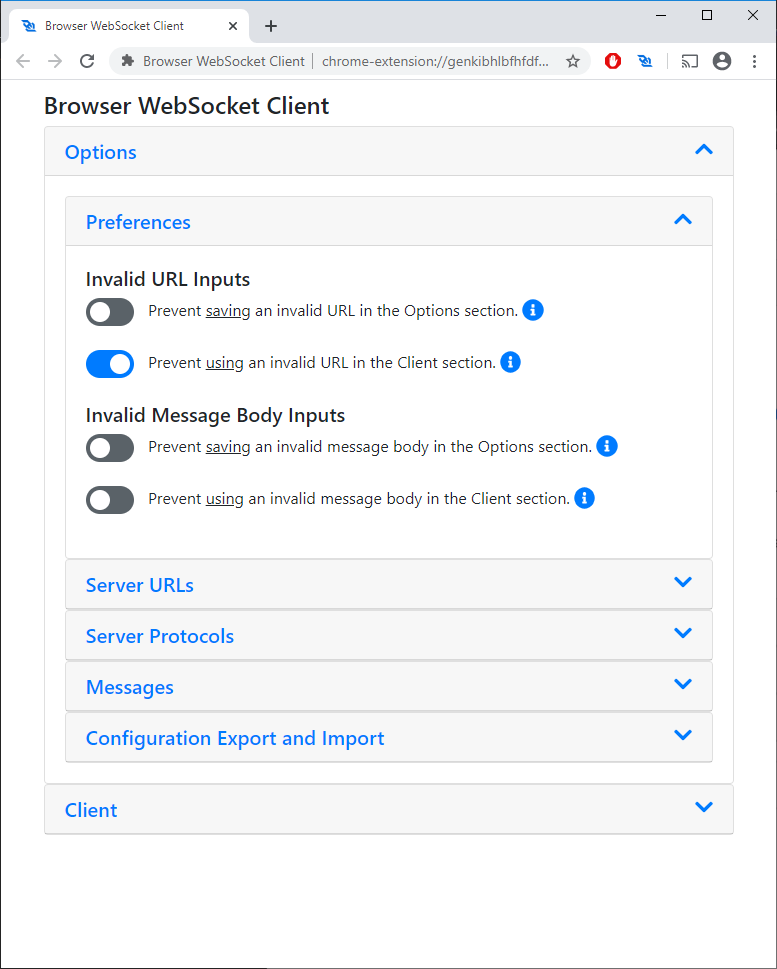 Browser WebSocket Client
Browser WebSocket Client | chrome-extension://genkibhlbfhfdf...
Browser WebSocket Client
Options
Preferences
Invalid URL Inputs
Prevent saving an invalid URL in the Options section.
Prevent using an invalid URL in the Client section.
Invalid Message Body Inputs
Prevent saving an invalid message body in the Options section.
Prevent using an invalid message body in the Client section.
Server URLs
Server Protocols
Messages
Configuration Export and Import
Client